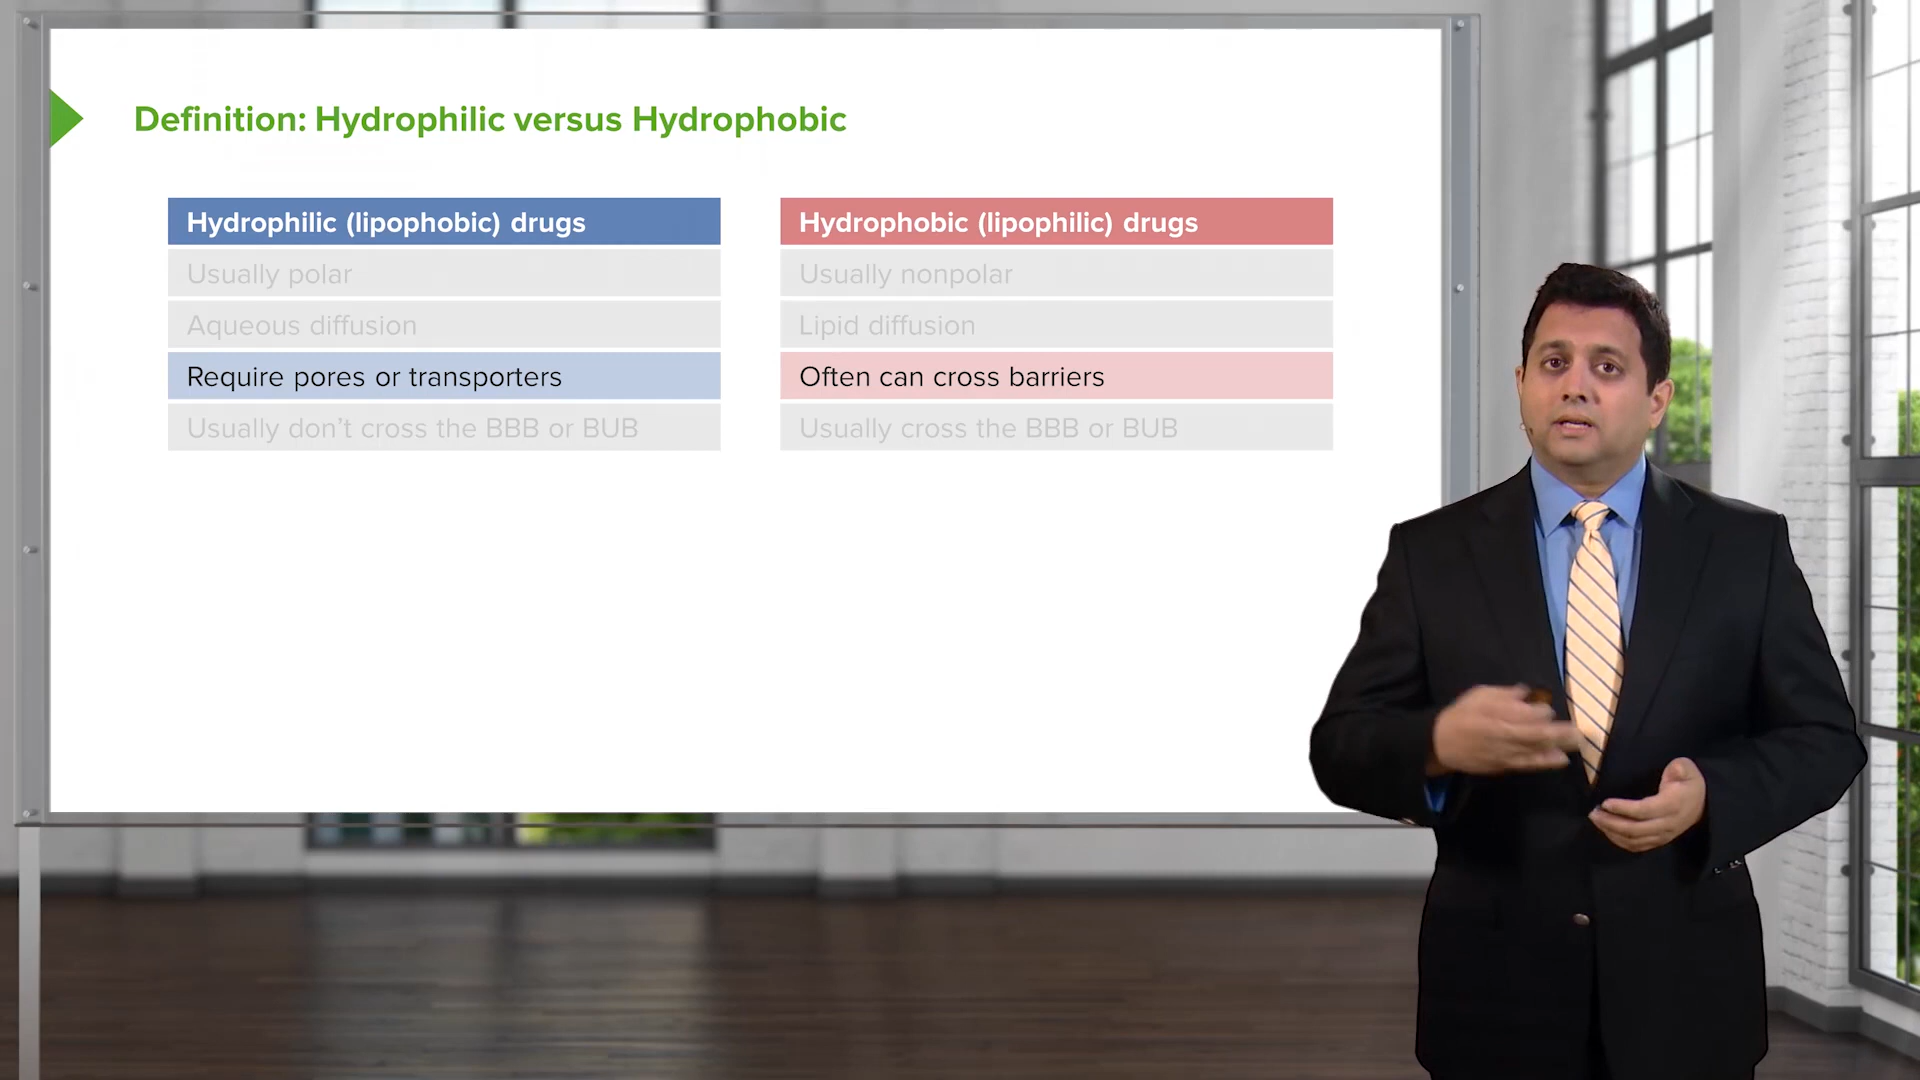 Definition: Hydrophilic versus Hydrophobic
Hydrophilic (lipophobic) drugs
Usually polar
Aqueous diffusion
Require pores or transporters
Usually don't cross the BBB or BUB
Hydrophobic (lipophilic) drugs
Usually nonpolar
Lipid diffusion
Often can cross barriers
Usually cross the BBB or BUB